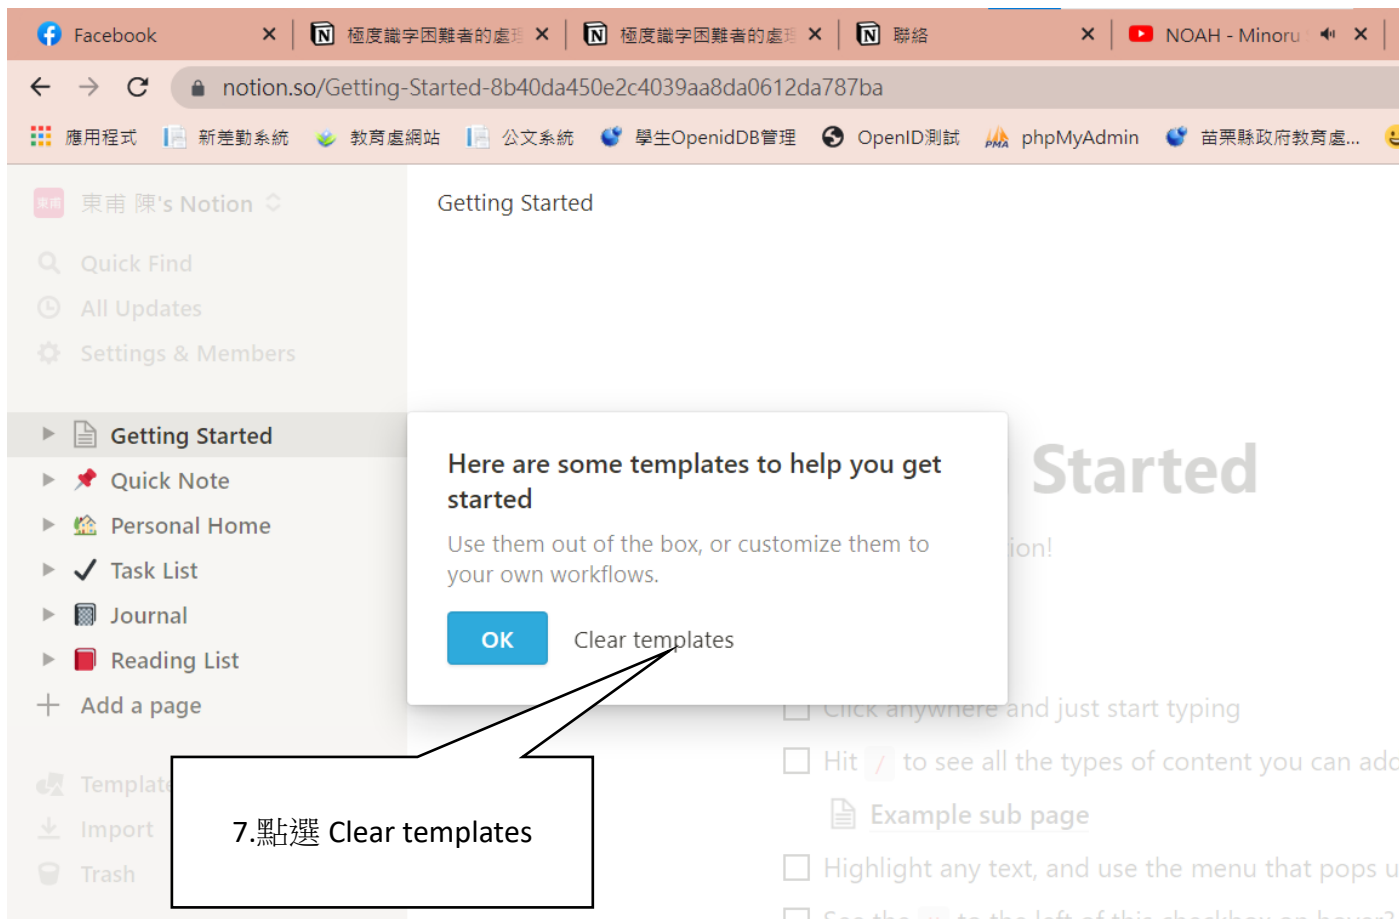 Facebook
極度識字困難者的處理
極度識字困難者的處理
聯絡
NOAH - Minoru
notion.so/Getting-Started-8b40da450e2c4039aa8da0612da787ba
應用程式 新差勤系統 教育處網站 公文系統 學生OpenidDB管理 OpenID測試 phpMyAdmin 苗栗縣政府教育處...
東甫 陳's Notion
Getting Started
Quick Find
All Updates
Settings & Members
Getting Started
Quick Note
Personal Home
Task List
Journal
Reading List
Add a page
Template
Import
Trash
Here are some templates to help you get
started
Use them out of the box, or customize them to
your own workflows.
OK Clear templates
Started
ion!
Click anywhere and just start typing
Hit / to see all the types of content you can add
Example sub page
Highlight any text, and use the menu that pops u
7.點選 Clear templates